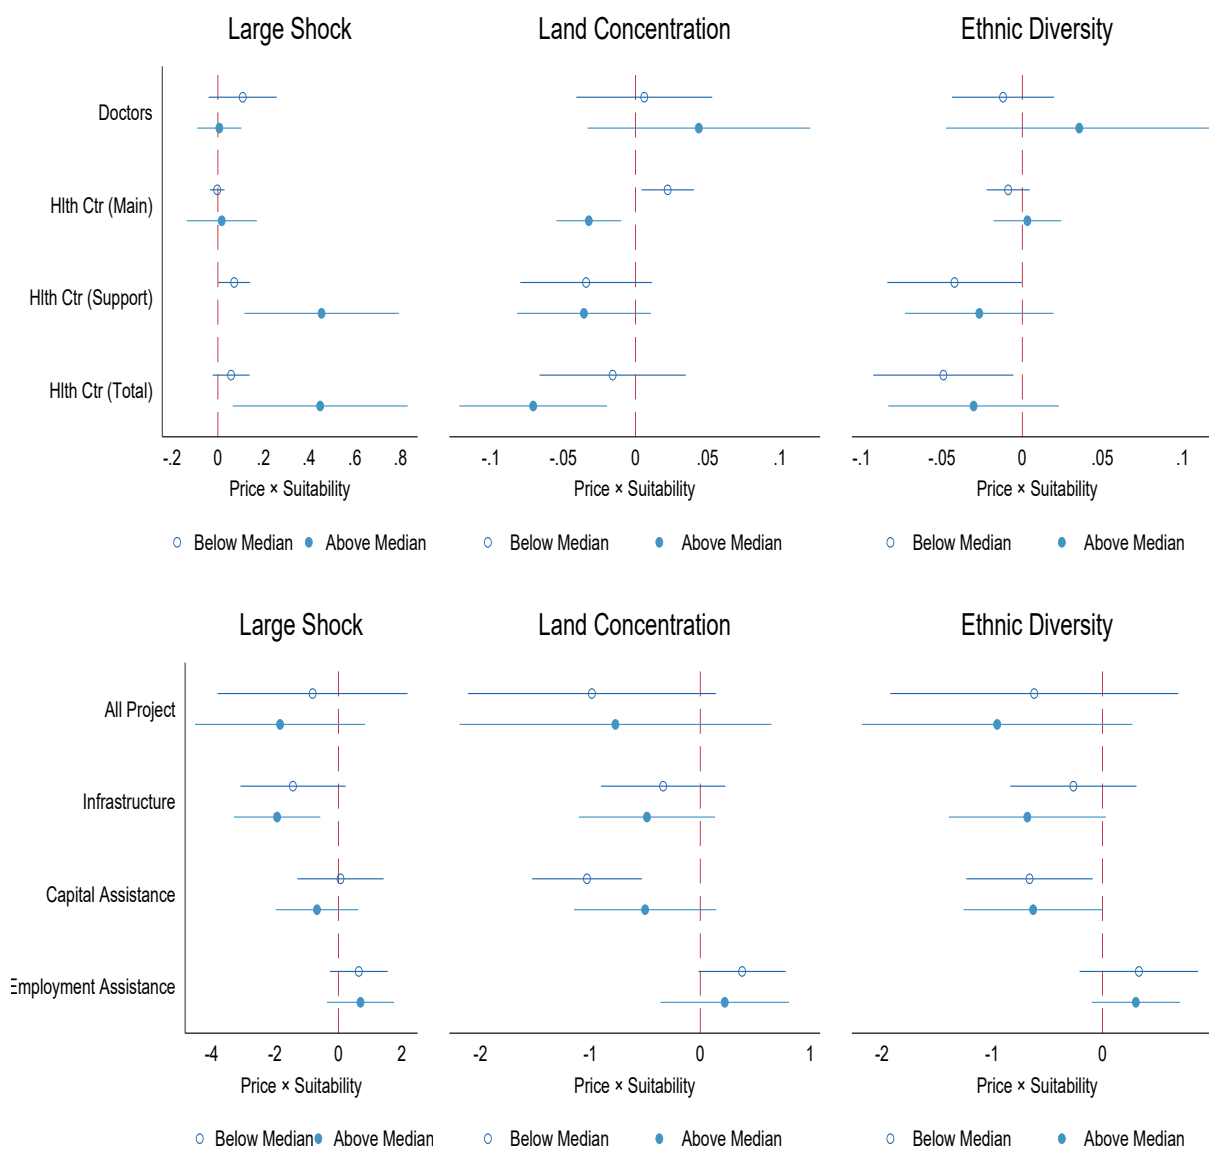 Large Shock Land Concentration Ethnic Diversity
Doctors
Hlth Ctr (Main)
Hlth Ctr (Support)
Hlth Ctr (Total)
-.2 0 .2 .4 .6 .8 -.1 -.05 0 .05 .1 -.1 -.05 0 .05 .1
Price × Suitability Price × Suitability Price × Suitability
Below Median Above Median Below Median Above Median Below Median Above Median
Large Shock Land Concentration Ethnic Diversity
All Project
Infrastructure
Capital Assistance
Employment Assistance
-4 -2 0 2 -2 -1 0 1 -2 -1 0
Price × Suitability Price × Suitability Price × Suitability
Below Median Above Median Below Median Above Median Below Median Above Median